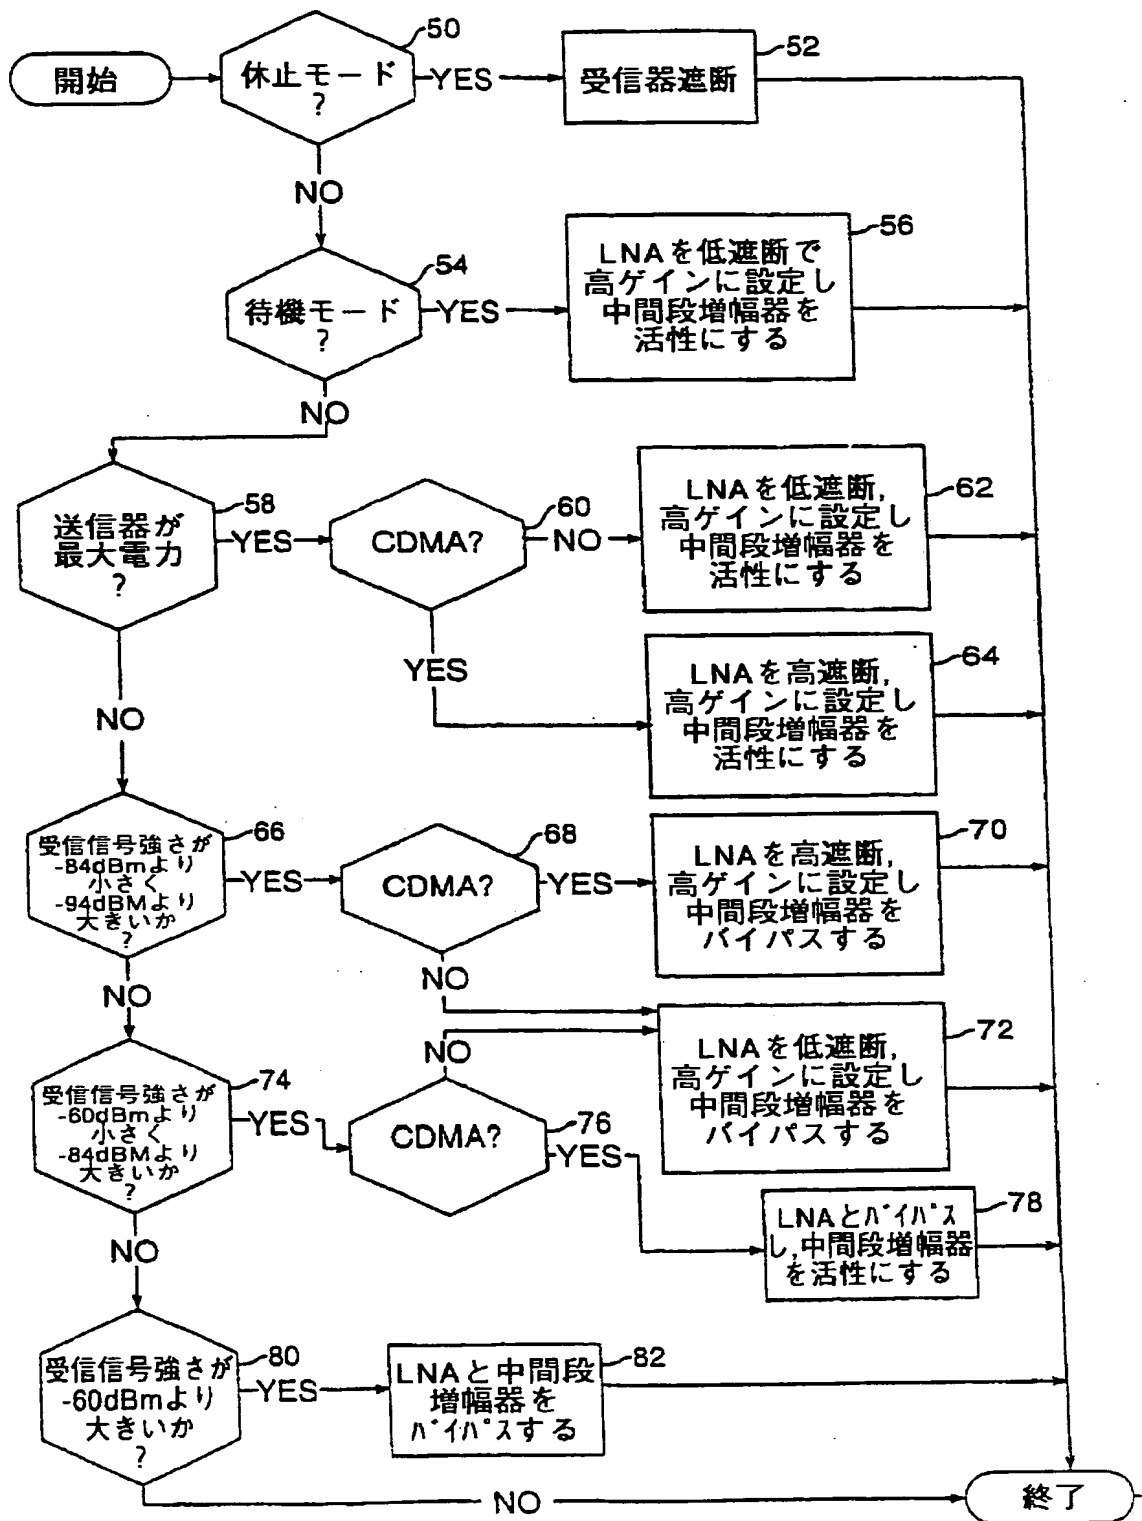 開始
休止モード
?
50
YES
受信器遮断
52
NO
待機モード
?
54
YES
LNAを低遮断で
高ゲインに設定し
中間段増幅器を
活性にする
56
NO
送信器が
最大電力
?
58
YES
CDMA?
60
NO
LNAを低遮断,
高ゲインに設定し
中間段増幅器を
活性にする
62
YES
LNAを高遮断,
高ゲインに設定し
中間段増幅器を
活性にする
64
NO
受信信号強さが
-84dBmより
小さく
-94dBMより
大きいか
?
66
YES
CDMA?
68
YES
LNAを高遮断,
高ゲインに設定し
中間段増幅器を
バイパスする
70
NO
NO
LNAを低遮断,
高ゲインに設定し
中間段増幅器を
バイパスする
72
受信信号強さが
-60dBmより
小さく
-84dBMより
大きいか
?
74
YES
NO
CDMA?
76
YES
LNAとﾊﾞｲﾊﾟｽ
し,中間段増幅器
を活性にする
78
NO
受信信号強さが
-60dBmより
大きいか
?
80
YES
LNAと中間段
増幅器を
ﾊﾞｲﾊﾟｽする
82
NO
終了